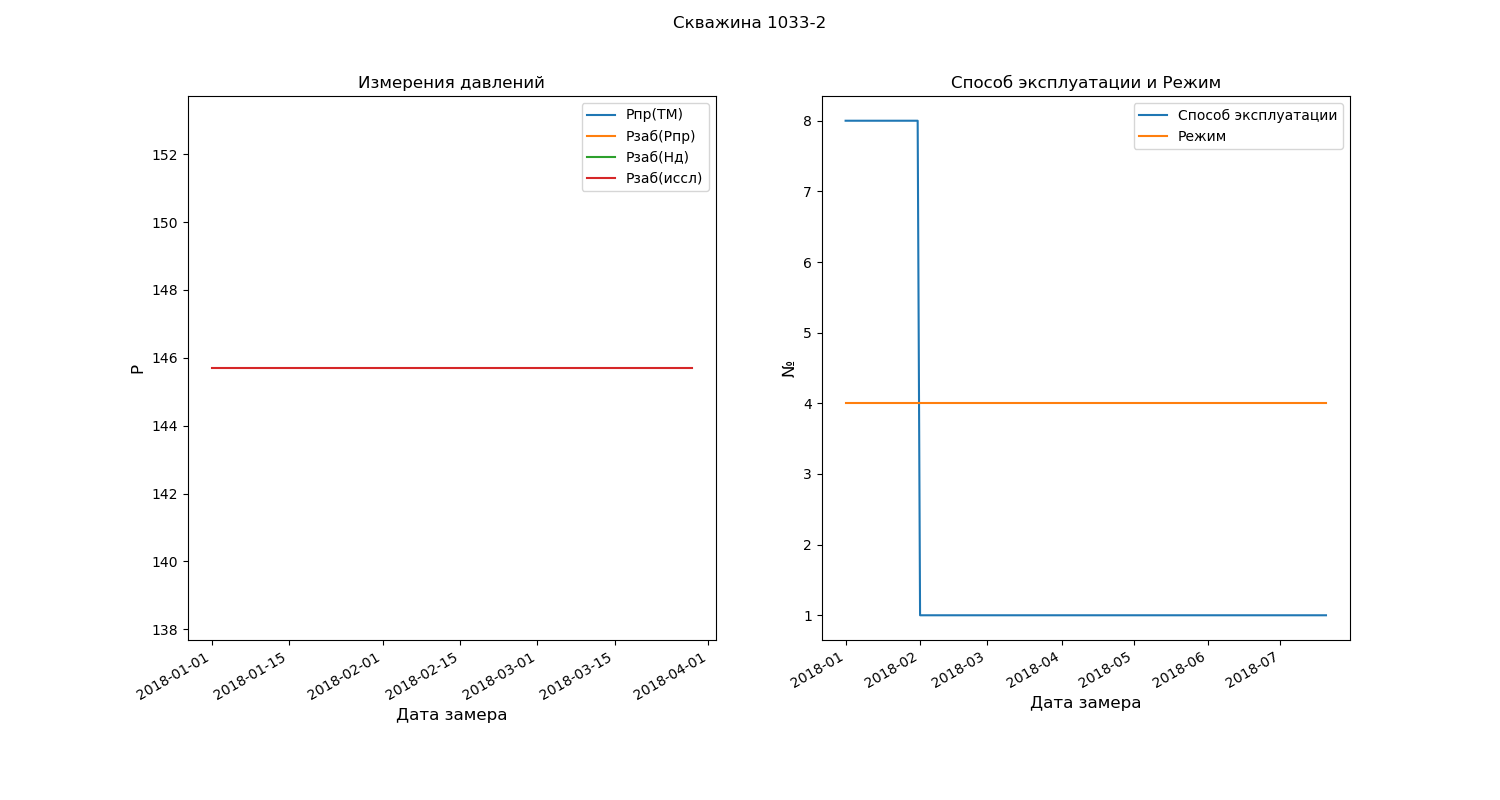 Скважина 1033-2
Измерения давлений
Рпр(ТМ)
Рзаб(Рпр)
Рзаб(Нд)
Рзаб(иссл)
152
150
148
146
144
142
140
138
Р
2018-01-01
2018-01-15
2018-02-01
2018-02-15
2018-03-01
2018-03-15
2018-04-01
Дата замера
Способ эксплуатации и Режим
Способ эксплуатации
Режим
8
7
6
5
4
3
2
1
№
2018-01
2018-02
2018-03
2018-04
2018-05
2018-06
2018-07
Дата замера